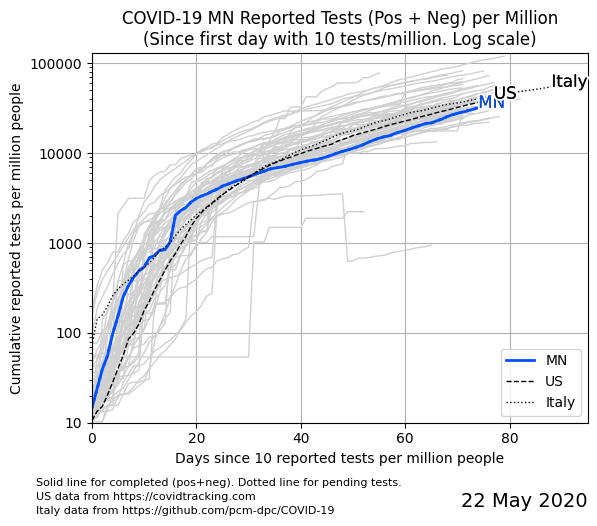 COVID-19 MN Reported Tests (Pos + Neg) per Million
(Since first day with 10 tests/million. Log scale)
Cumulative reported tests per million people
100000
10000
1000
100
10
Italy
US
MN
MN
US
Italy
0
20
40
60
80
Days since 10 reported tests per million people
Solid line for completed (pos+neg). Dotted line for pending tests.
US data from https://covidtracking.com
Italy data from https://github.com/pcm-dpc/COVID-19
22 May 2020